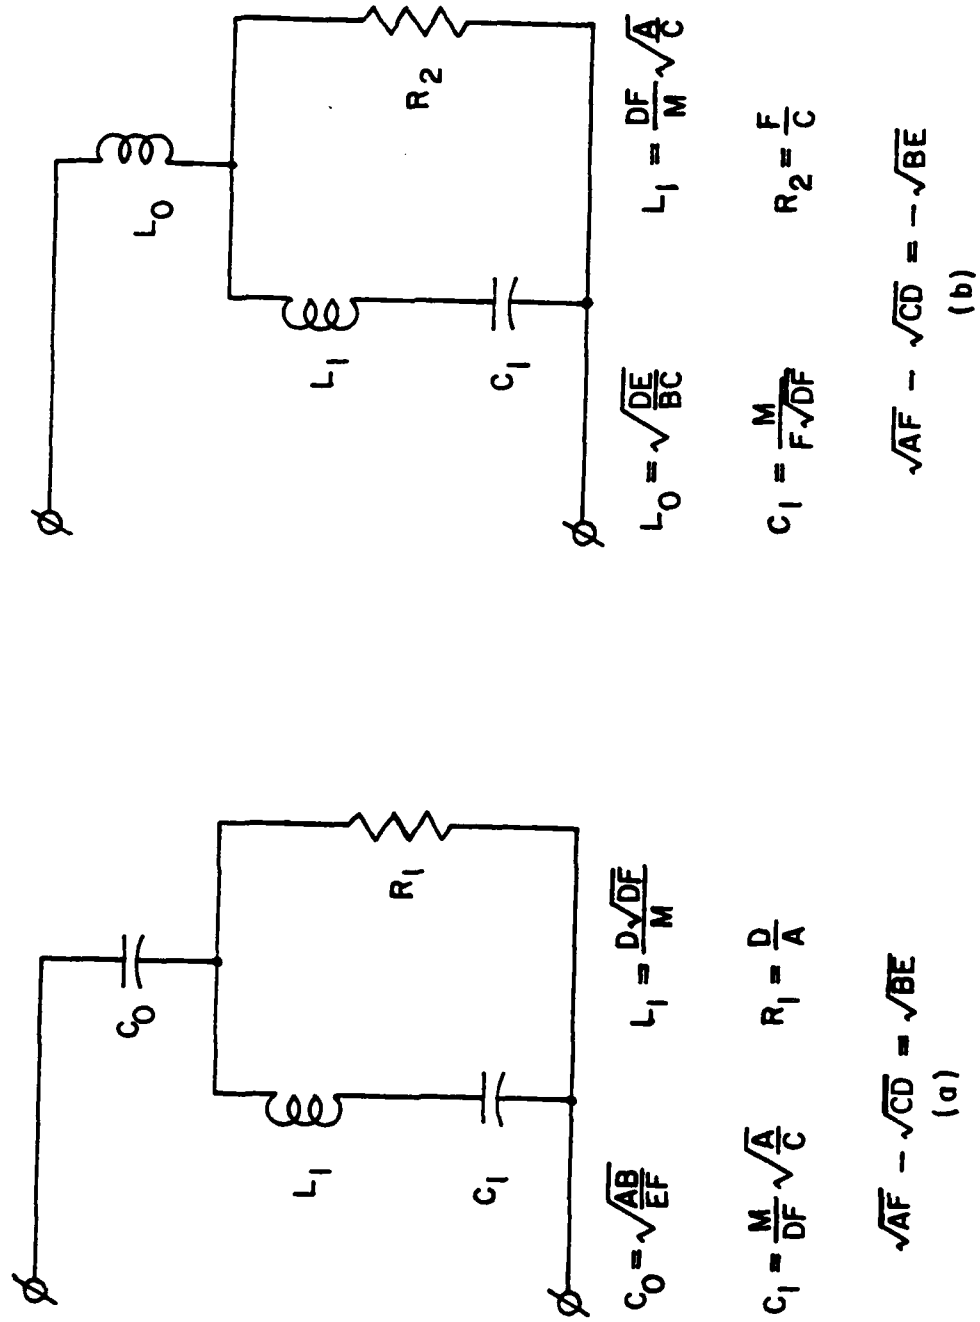 C₀
L₁
C₁
R₁
C₀ = √(AB/EF)   L₁ = D√(DF)/M
C₁ = M/DF √(A/C)   R₁ = D/A
√AF − √CD = √BE
(a)
L₀
L₁
C₁
R₂
L₀ = √(DE/BC)   L₁ = DF/M √(A/C)
C₁ = M/(F√(DF))   R₂ = F/C
√AF − √CD = −√BE
(b)